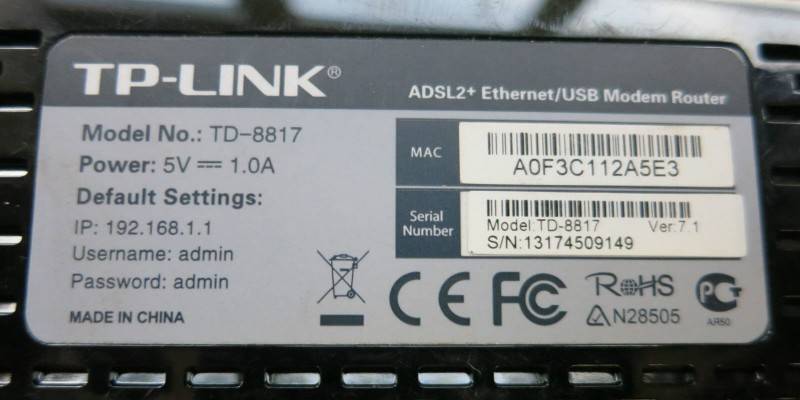 TP-LINK®
ADSL2+ Ethernet/USB Modem Router
Model No.: TD-8817
Power: 5V ⎓ 1.0A
Default Settings:
IP: 192.168.1.1
Username: admin
Password: admin
MADE IN CHINA
MAC
A0F3C112A5E3
Serial
Number
Model:TD-8817 Ver:7.1
S/N:13174509149
CE FC RoHS
N28505
АЯ50